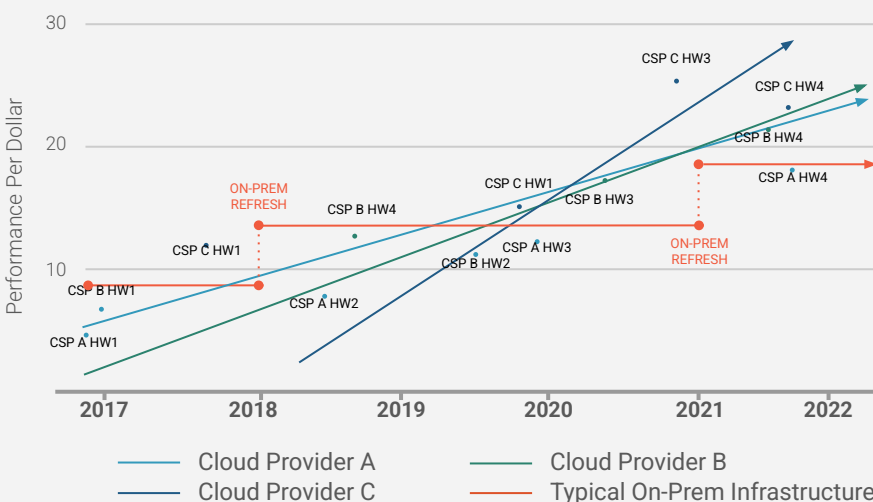 30
20
10
Performance Per Dollar
CSP C HW3
CSP C HW4
CSP B HW4
CSP A HW4
CSP C HW1
CSP B HW3
ON-PREM
REFRESH
CSP B HW4
CSP C HW1
CSP A HW3
CSP B HW2
ON-PREM
REFRESH
CSP B HW1
CSP A HW2
CSP A HW1
2017
2018
2019
2020
2021
2022
Cloud Provider A
Cloud Provider B
Cloud Provider C
Typical On-Prem Infrastructure